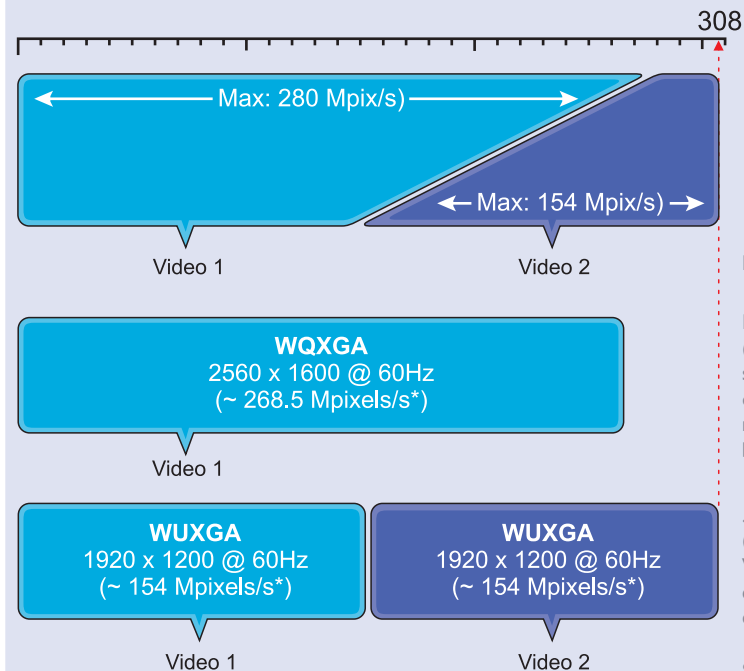 308
Max: 280 Mpix/s)
Max: 154 Mpix/s)
Video 1
Video 2
WQXGA
2560 x 1600 @ 60Hz
(~ 268.5 Mpixels/s*)
Video 1
WUXGA
1920 x 1200 @ 60Hz
(~ 154 Mpixels/s*)
WUXGA
1920 x 1200 @ 60Hz
(~ 154 Mpixels/s*)
Video 1
Video 2